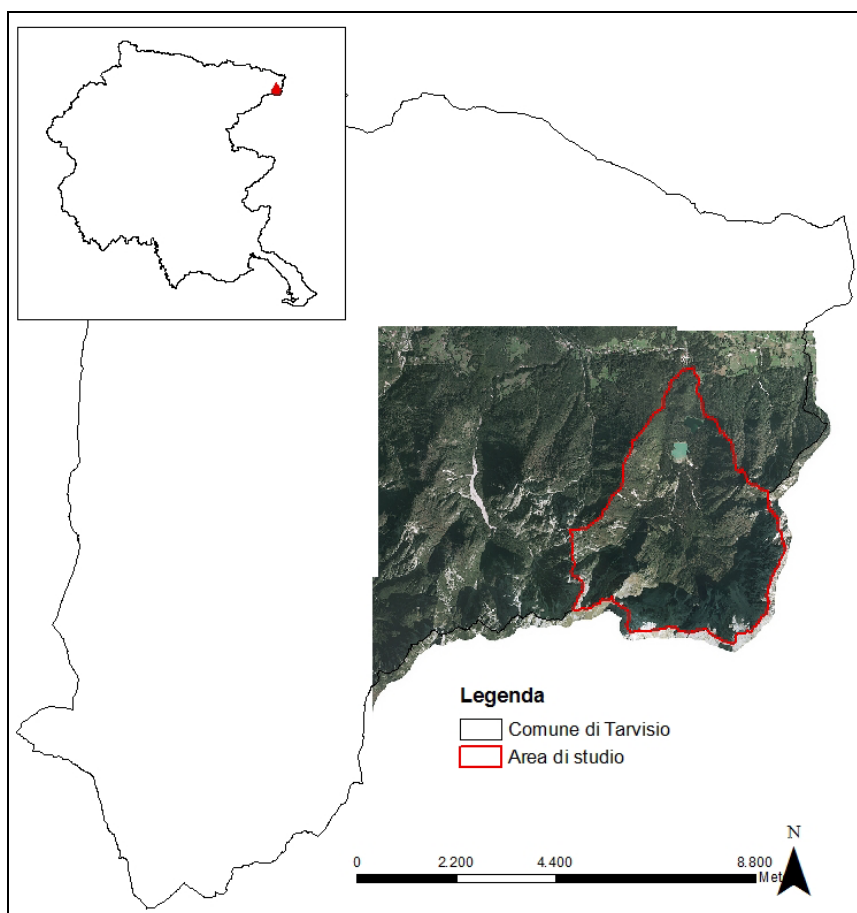 Legenda
Comune di Tarvisio
Area di studio
N
0 2.200 4.400 8.800
Met